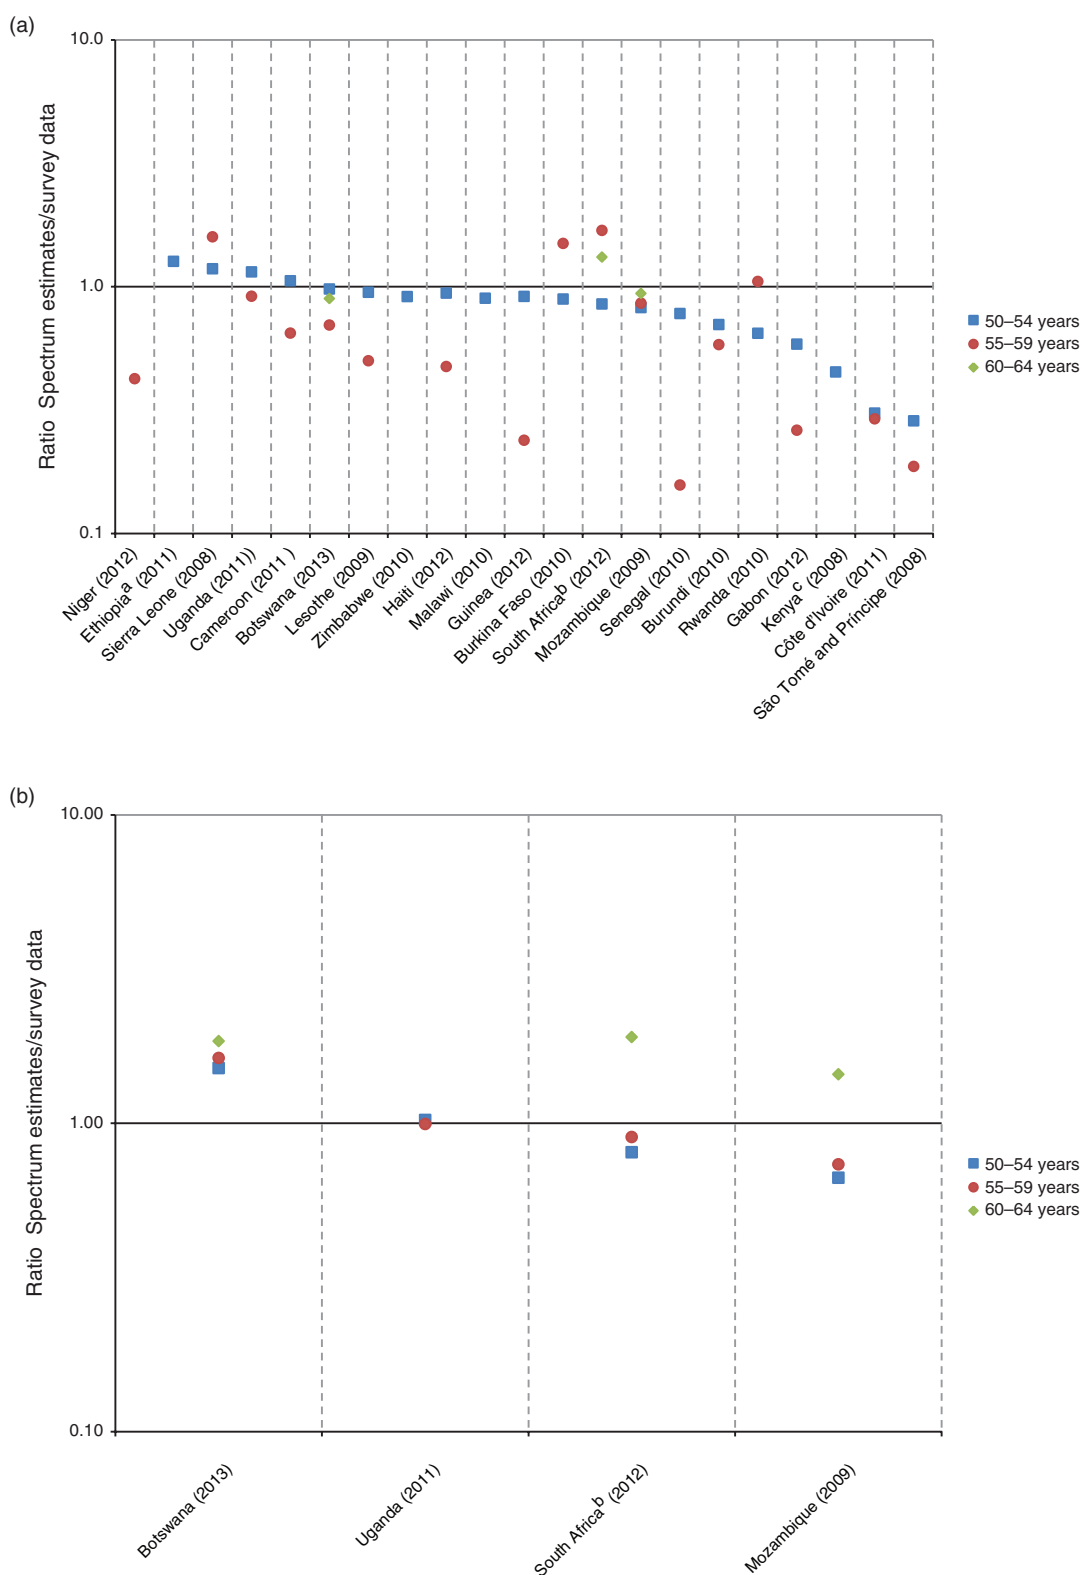 (a)
10.0
1.0
0.1
Ratio Spectrum estimates/survey data
50–54 years
55–59 years
60–64 years
Niger (2012)
Ethiopiaᵃ (2011)
Sierra Leone (2008)
Uganda (2011))
Cameroon (2011 )
Botswana (2013)
Lesothe (2009)
Zimbabwe (2010)
Haiti (2012)
Malawi (2010)
Guinea (2012)
Burkina Faso (2010)
South Africaᵇ (2012)
Mozambique (2009)
Senegal (2010)
Burundi (2010)
Rwanda (2010)
Gabon (2012)
Kenyaᶜ (2008)
Côte d'Ivoire (2011)
São Tomé and Príncipe (2008)
(b)
10.00
1.00
0.10
Ratio Spectrum estimates/survey data
50–54 years
55–59 years
60–64 years
Botswana (2013)
Uganda (2011)
South Africaᵇ (2012)
Mozambique (2009)